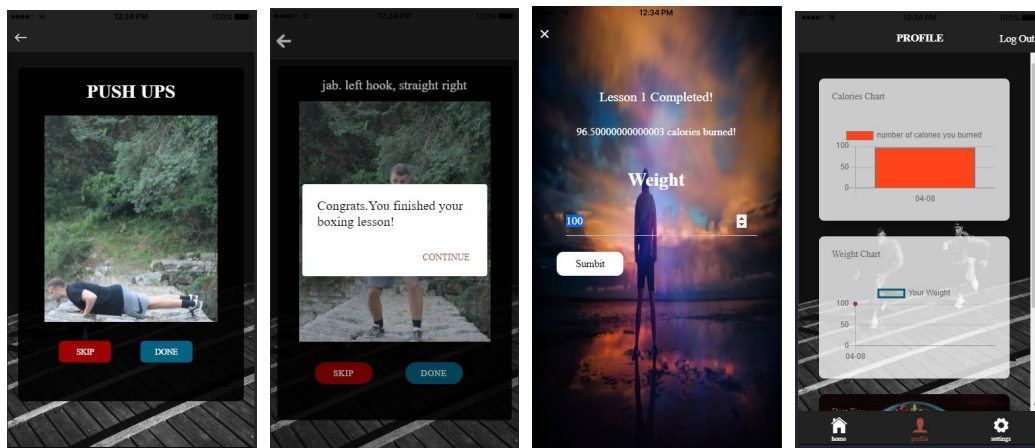 12:34 PM
100%
PUSH UPS
SKIP
DONE
12:34 PM
100%
jab. left hook, straight right
Congrats.You finished your
boxing lesson!
CONTINUE
SKIP
DONE
12:34 PM
100%
Lesson 1 Completed!
96.50000000000003 calories burned!
Weight
100
Sumbit
12:34 PM
100%
PROFILE
Log Out
Calories Chart
number of calories you burned
100
50
0
04-08
Weight Chart
Your Weight
100
50
0
04-08
Diet Tips
home
profile
settings